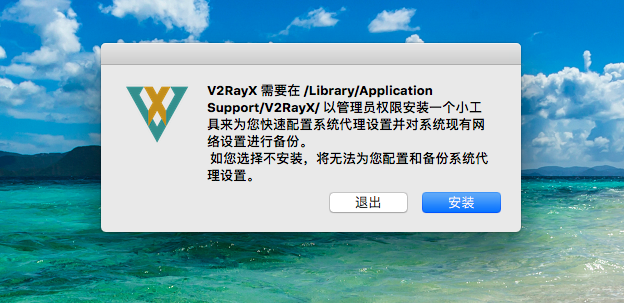 V2RayX 需要在 /Library/Application
Support/V2RayX/ 以管理员权限安装一个小工
具来为您快速配置系统代理设置并对系统现有网
络设置进行备份。
如您选择不安装，将无法为您配置和备份系统代
理设置。
退出
安装